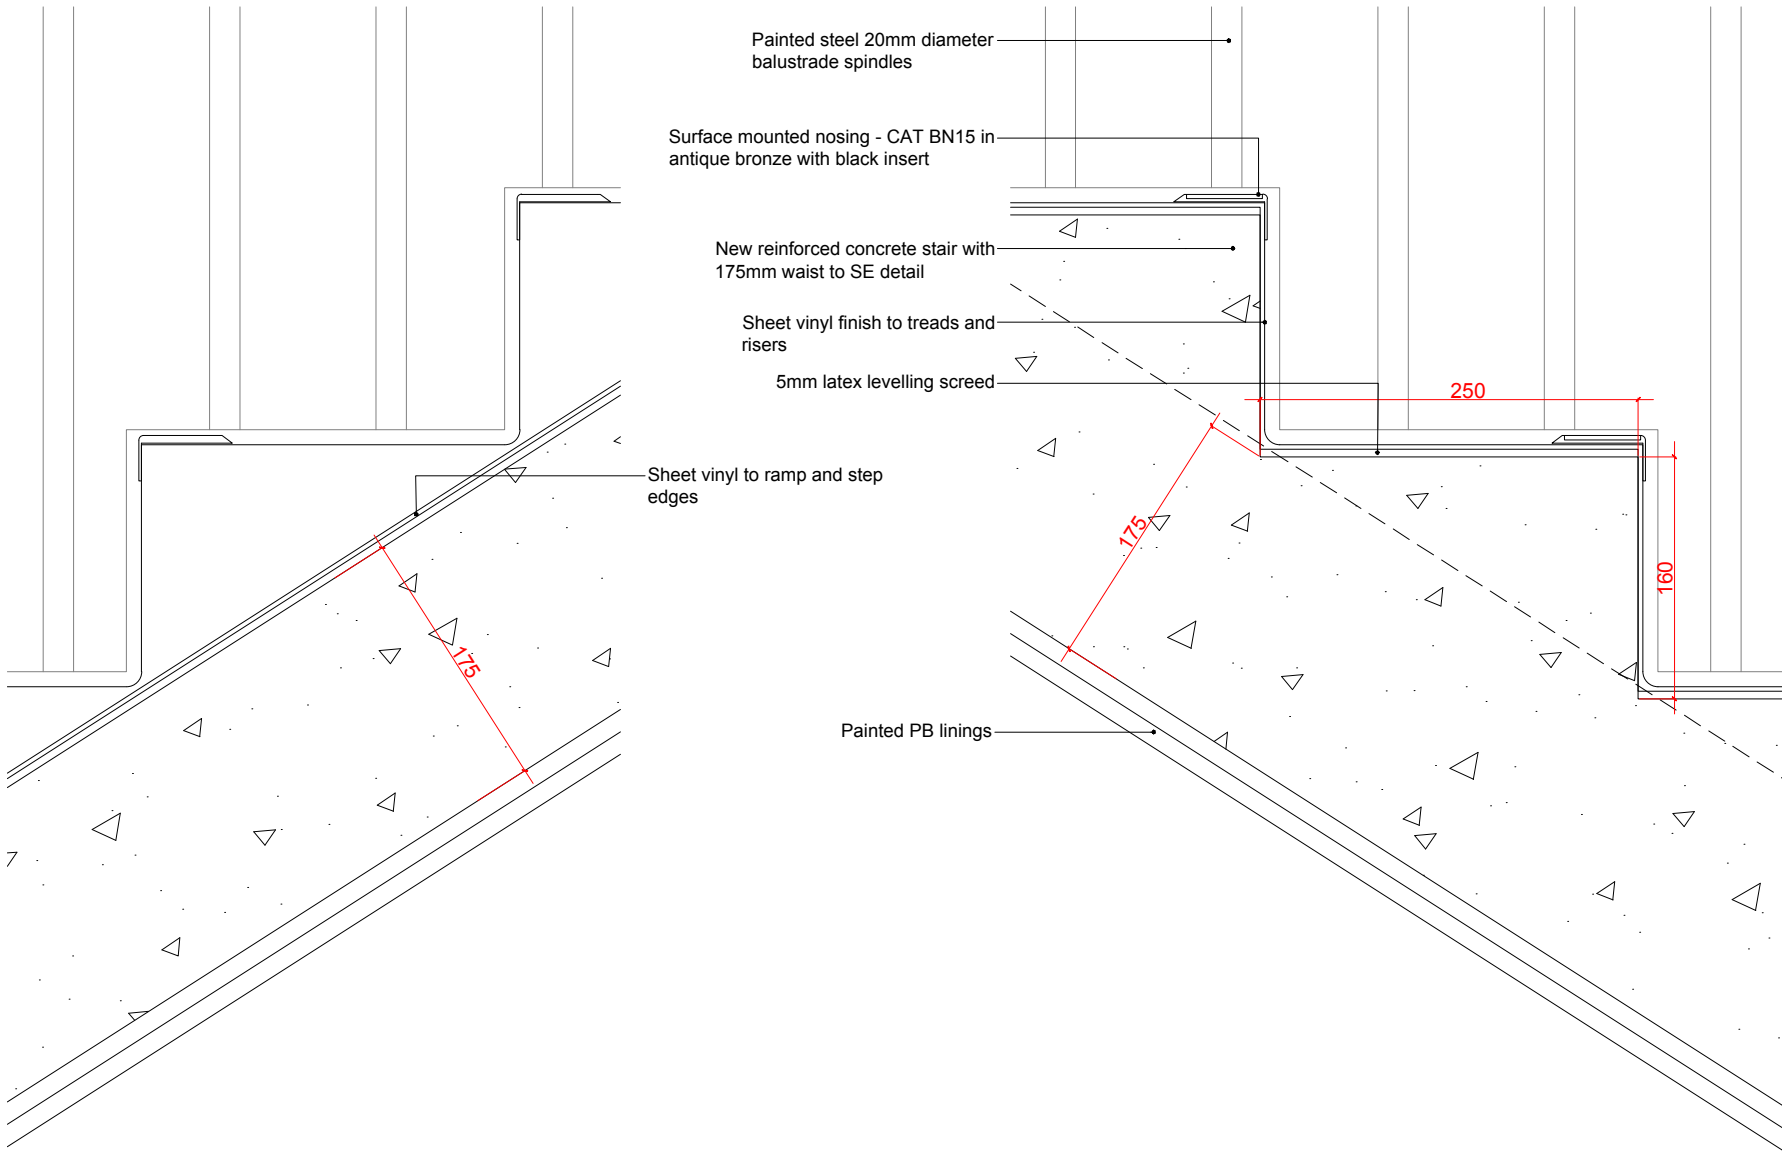 Painted steel 20mm diameter
balustrade spindles
Surface mounted nosing - CAT BN15 in
antique bronze with black insert
New reinforced concrete stair with
175mm waist to SE detail
Sheet vinyl finish to treads and
risers
5mm latex levelling screed
250
175
160
Sheet vinyl to ramp and step
edges
175
Painted PB linings